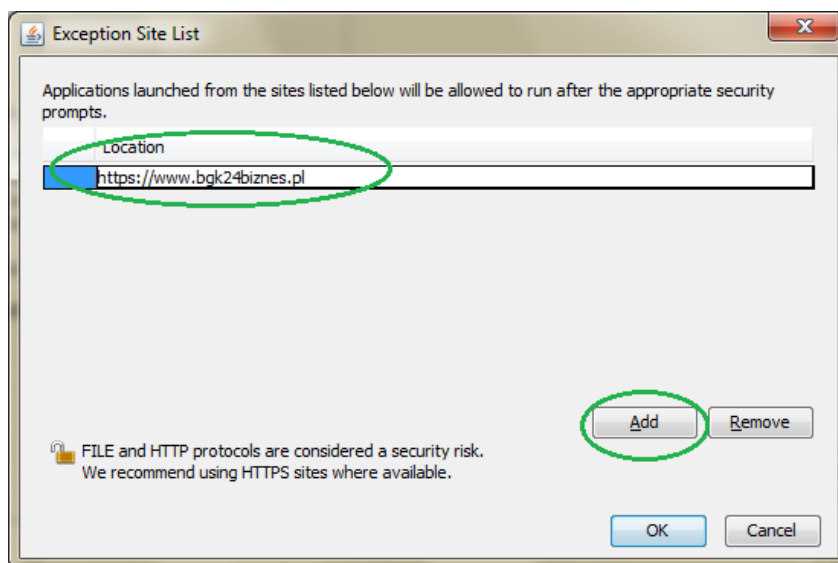 Exception Site List
Applications launched from the sites listed below will be allowed to run after the appropriate security
prompts.
Location
https://www.bgk24biznes.pl
Add
Remove
FILE and HTTP protocols are considered a security risk.
We recommend using HTTPS sites where available.
OK
Cancel